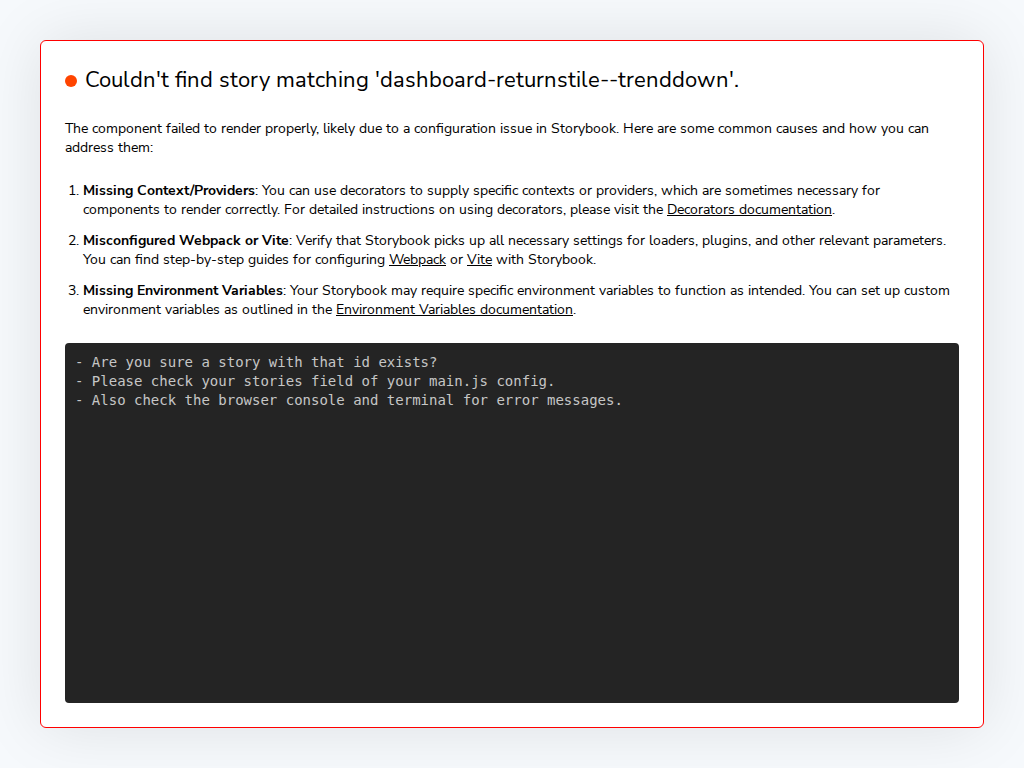 Couldn't find story matching 'dashboard-returnstile--trenddown'.
The component failed to render properly, likely due to a configuration issue in Storybook. Here are some common causes and how you can
address them:
1. Missing Context/Providers: You can use decorators to supply specific contexts or providers, which are sometimes necessary for
components to render correctly. For detailed instructions on using decorators, please visit the Decorators documentation.
2. Misconfigured Webpack or Vite: Verify that Storybook picks up all necessary settings for loaders, plugins, and other relevant parameters.
You can find step-by-step guides for configuring Webpack or Vite with Storybook.
3. Missing Environment Variables: Your Storybook may require specific environment variables to function as intended. You can set up custom
environment variables as outlined in the Environment Variables documentation.
- Are you sure a story with that id exists?
- Please check your stories field of your main.js config.
- Also check the browser console and terminal for error messages.